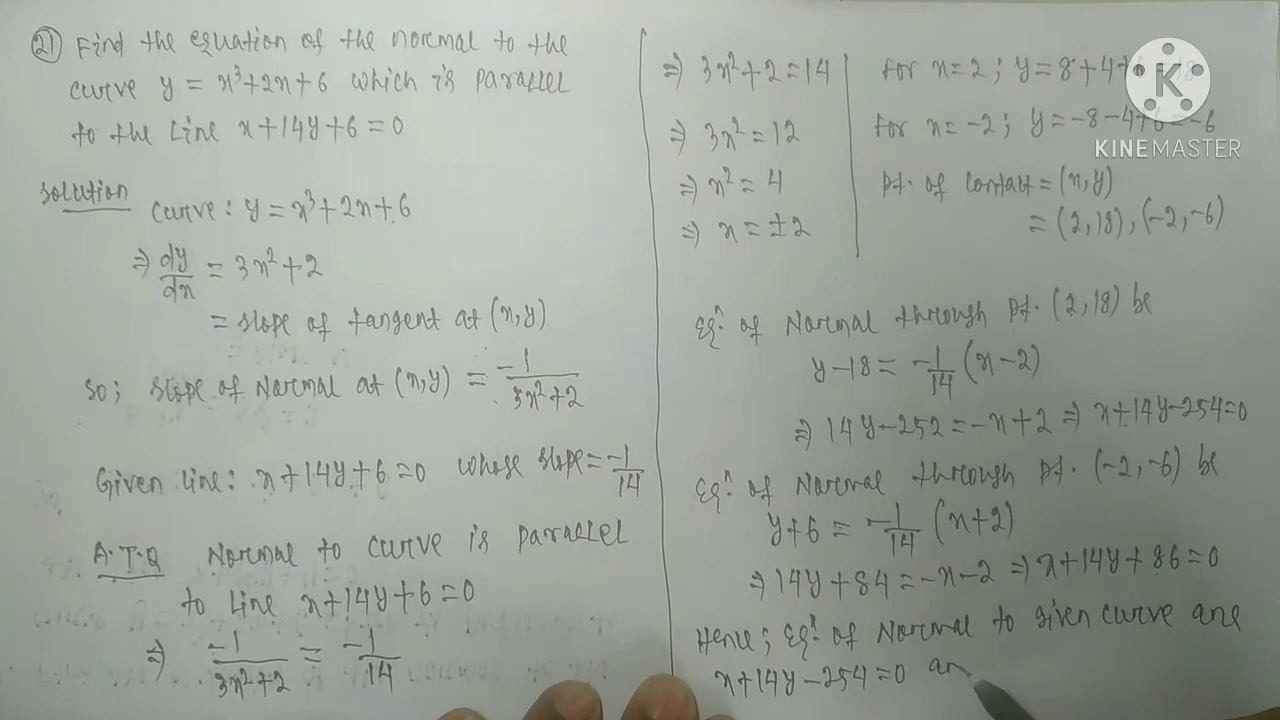 21) Find the equation of the normal to the
curve y = x³+2x+6 which is parallel
to the line x+14y+6=0
Solution
curve: y = x³+2x+6
⇒ dy/dx = 3x²+2
= slope of tangent at (x,y)
So; slope of Normal at (x,y) = -1/3x²+2
Given line: x+14y+6=0 whose slope = -1/14
A.T.Q Normal to curve is parallel
to line x+14y+6=0
⇒ -1/3x²+2 = -1/14
⇒ 3x²+2=14
⇒ 3x²=12
⇒ x²=4
⇒ x=±2
for x=2; y=8+4+
for x=-2; y=-8-4+6=-6
Pt. of contact = (x,y)
= (2,18), (-2,-6)
Eqⁿ of Normal through pt. (2,18) be
y-18 = -1/14 (x-2)
⇒ 14y-252=-x+2 ⇒ x+14y-254=0
Eqⁿ of Normal through pt. (-2,-6) be
y+6 = -1/14 (x+2)
⇒ 14y+84=-x-2 ⇒ x+14y+86=0
Hence; Eqⁿ of Normal to given curve are
x+14y-254=0 an
K
KINEMASTER